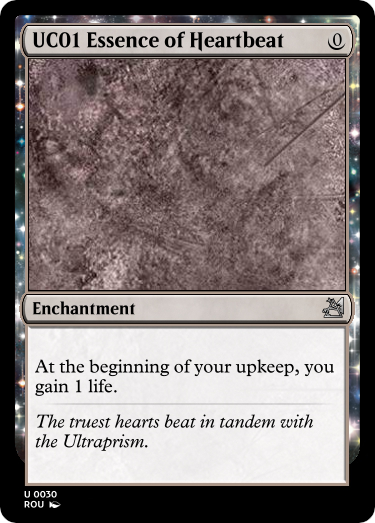 UC01 Essence of Heartbeat 0
Enchantment
At the beginning of your upkeep, you
gain 1 life.
The truest hearts beat in tandem with
the Ultraprism.
U 0030
ROU